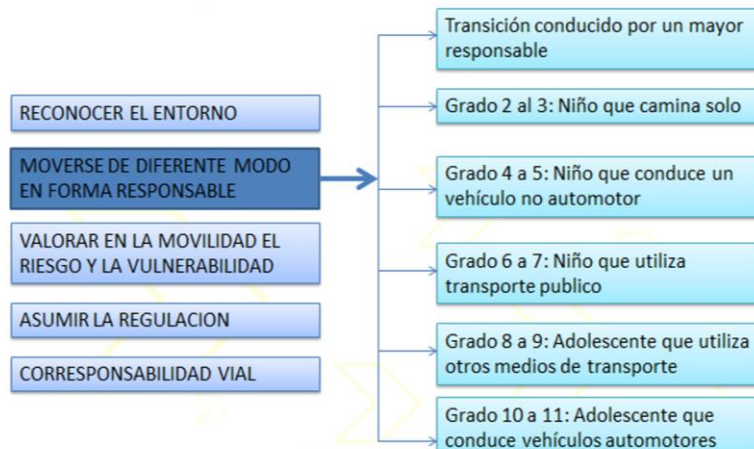 RECONOCER EL ENTORNO
MOVERSE DE DIFERENTE MODO
EN FORMA RESPONSABLE
VALORAR EN LA MOVILIDAD EL
RIESGO Y LA VULNERABILIDAD
ASUMIR LA REGULACION
CORRESPONSABILIDAD VIAL
Transición conducido por un mayor
responsable
Grado 2 al 3: Niño que camina solo
Grado 4 a 5: Niño que conduce un
vehículo no automotor
Grado 6 a 7: Niño que utiliza
transporte publico
Grado 8 a 9: Adolescente que utiliza
otros medios de transporte
Grado 10 a 11: Adolescente que
conduce vehículos automotores